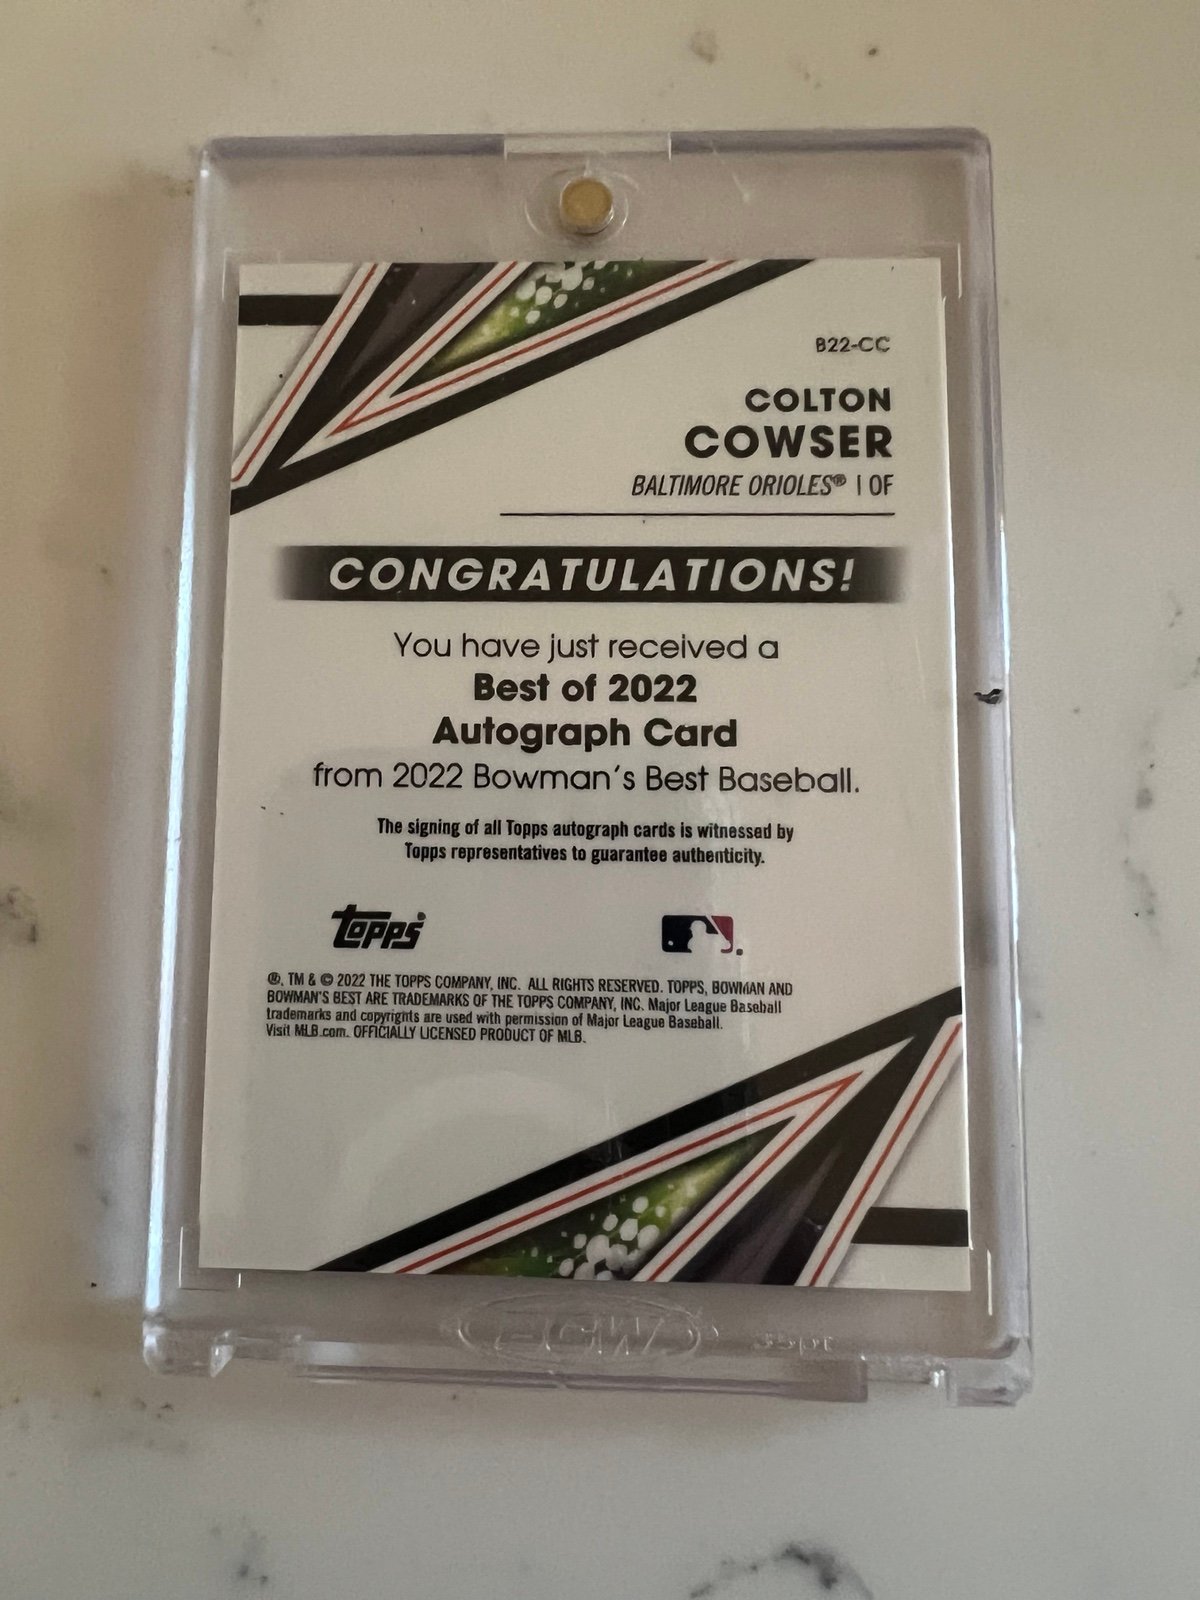 B22-CC
COLTON
COWSER
BALTIMORE ORIOLES® | OF
CONGRATULATIONS!
You have just received a
Best of 2022
Autograph Card
from 2022 Bowman's Best Baseball.
The signing of all Topps autograph cards is witnessed by
Topps representatives to guarantee authenticity.
topps
®, TM & © 2022 THE TOPPS COMPANY, INC. ALL RIGHTS RESERVED. TOPPS, BOWMAN AND
BOWMAN'S BEST ARE TRADEMARKS OF THE TOPPS COMPANY, INC. Major League Baseball
trademarks and copyrights are used with permission of Major League Baseball.
Visit MLB.com. OFFICIALLY LICENSED PRODUCT OF MLB.